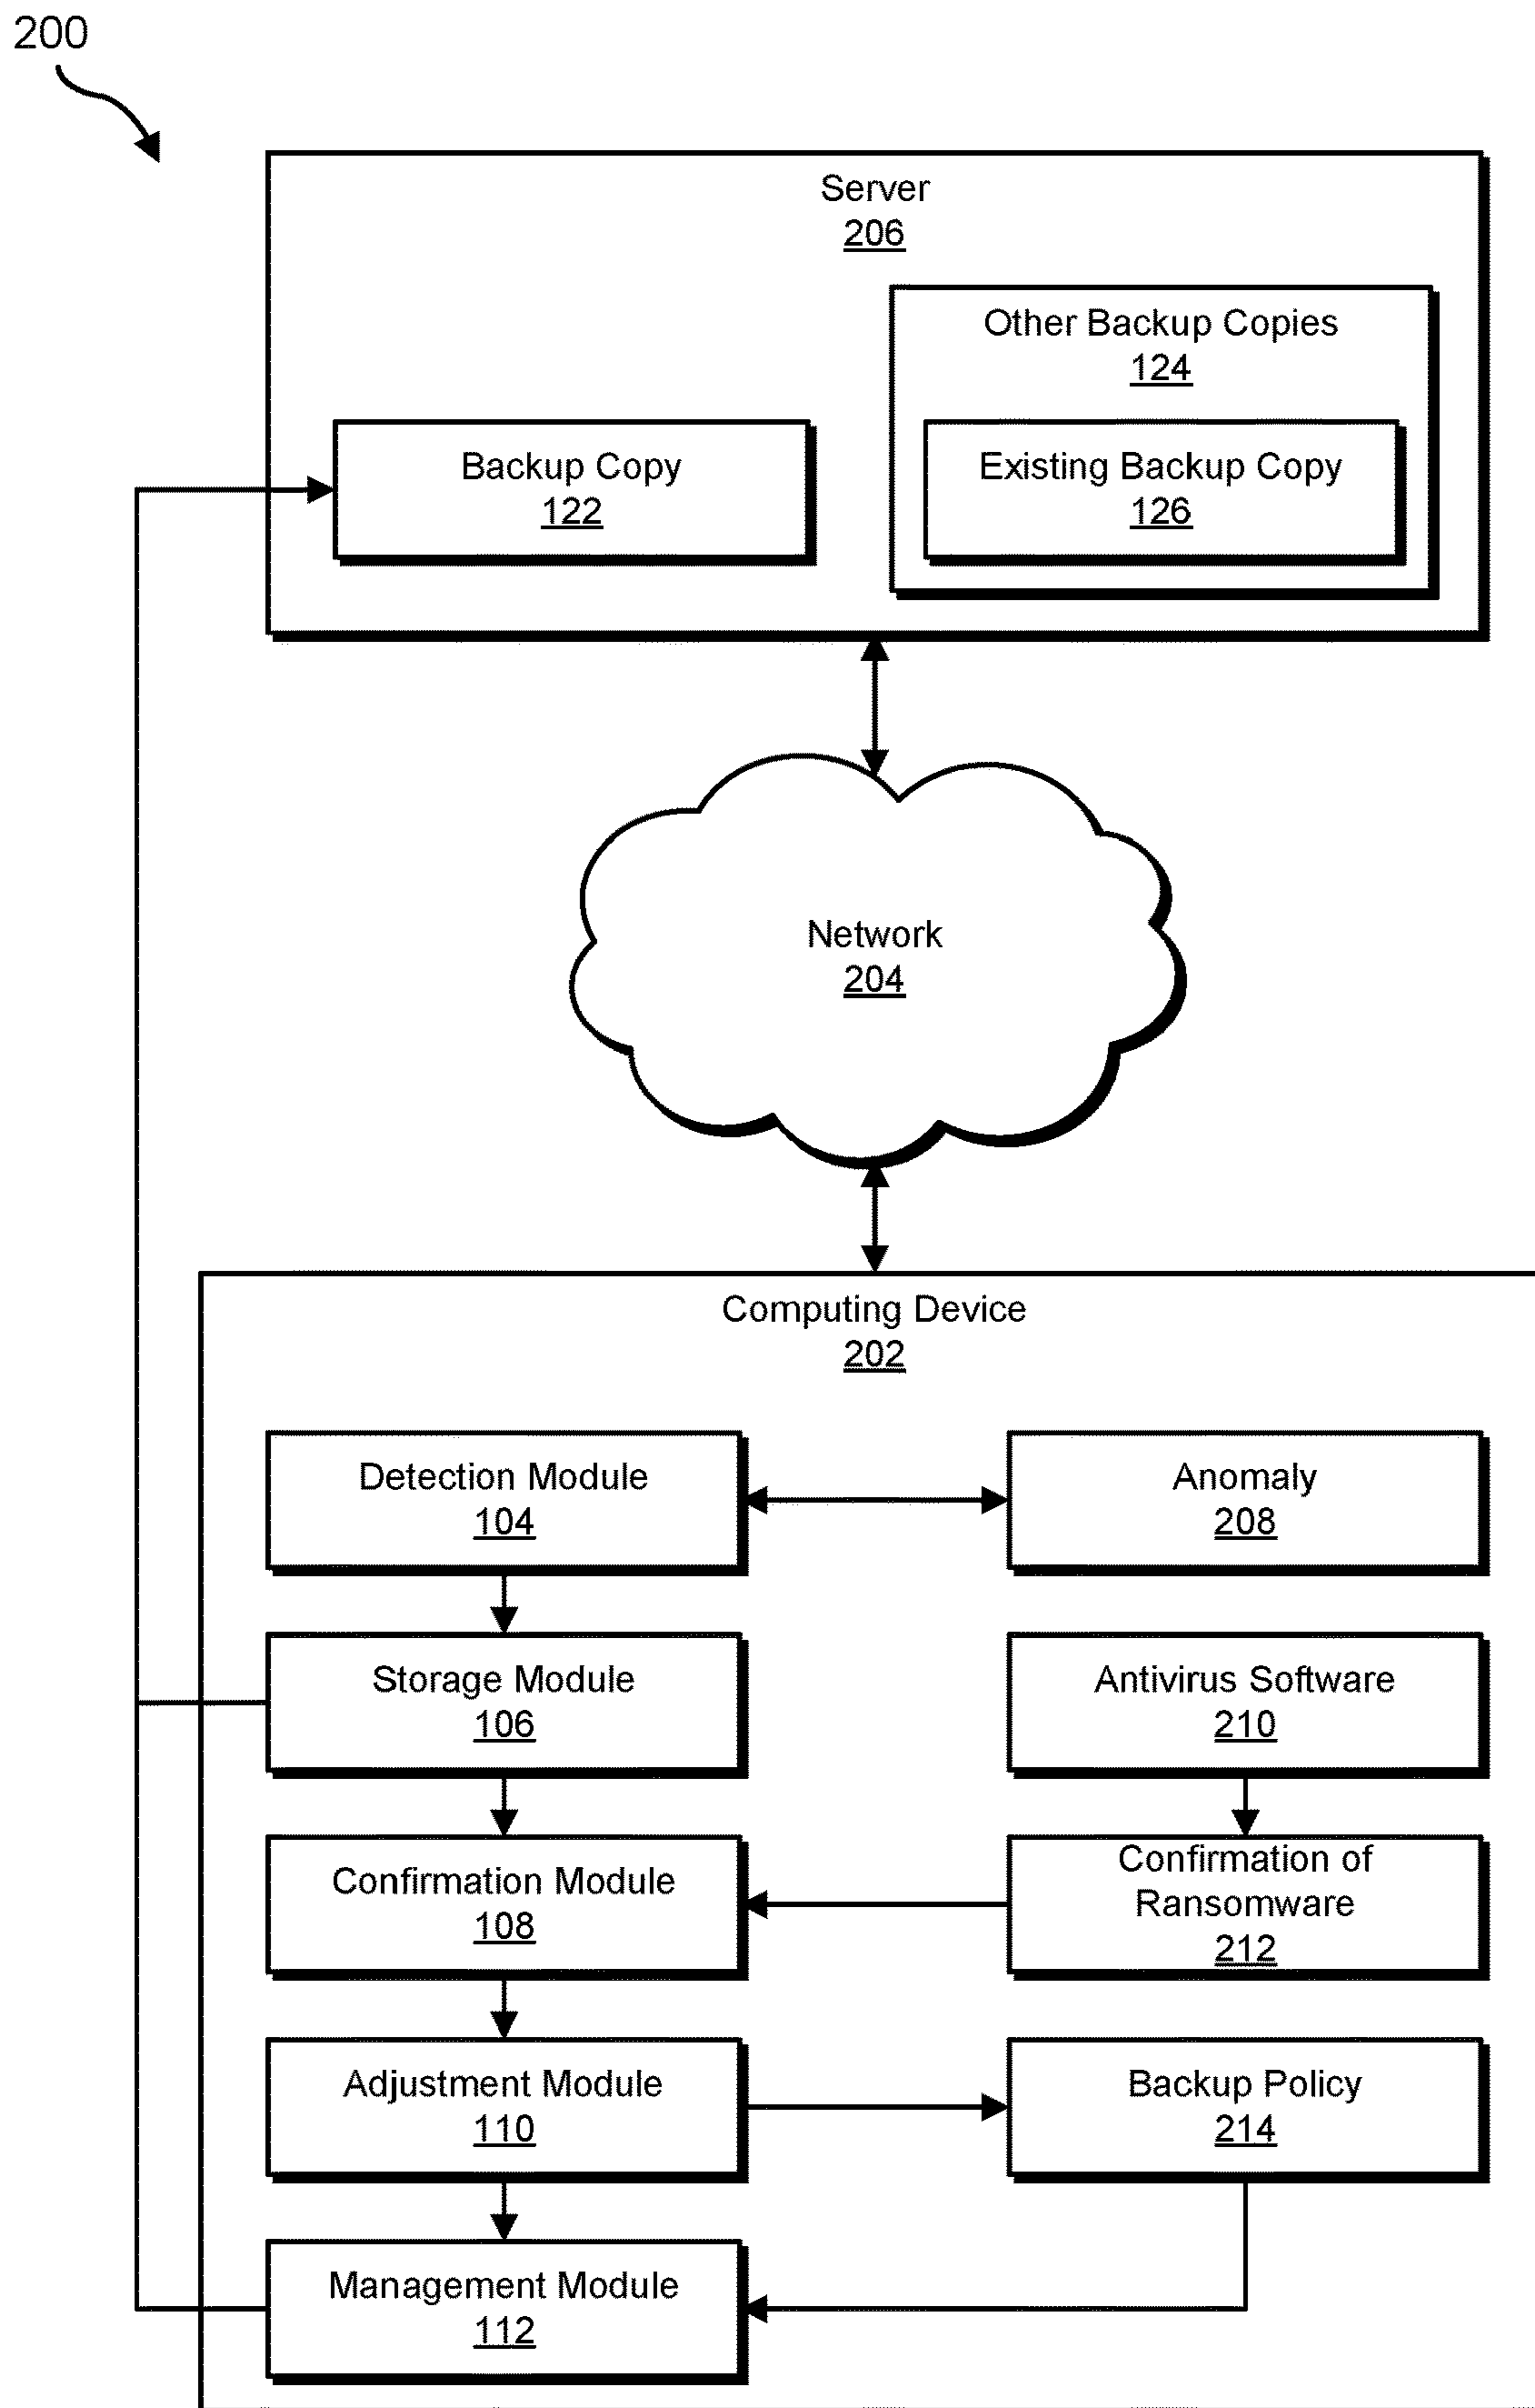 200
Server
206
Other Backup Copies
124
Backup Copy
122
Existing Backup Copy
126
Network
204
Computing Device
202
Detection Module
104
Anomaly
208
Storage Module
106
Antivirus Software
210
Confirmation Module
108
Confirmation of
Ransomware
212
Adjustment Module
110
Backup Policy
214
Management Module
112